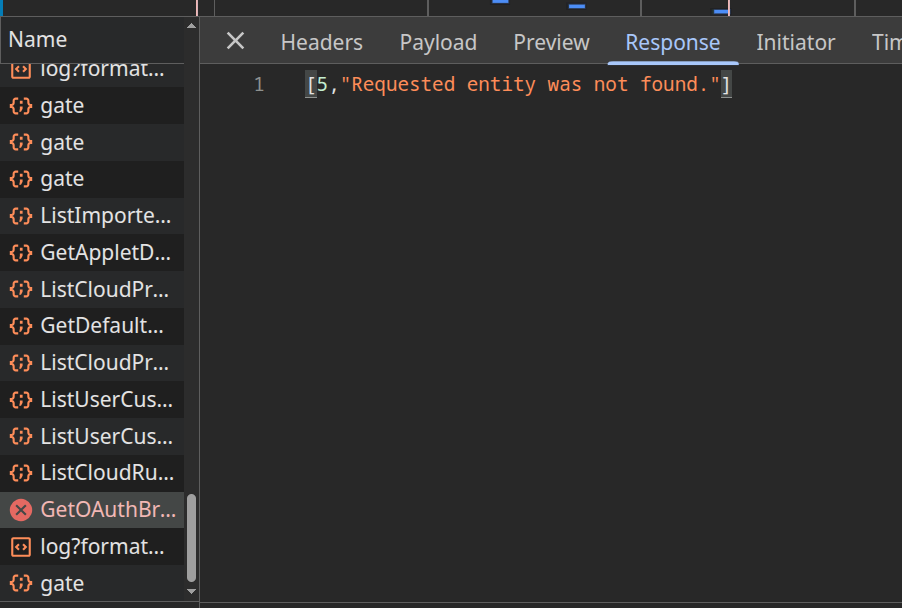 Name
Headers Payload Preview Response Initiator Tim
log?format...
gate
gate
gate
ListImporte...
GetAppletD...
ListCloudPr...
GetDefault...
ListCloudPr...
ListUserCus...
ListUserCus...
ListCloudRu...
GetOAuthBr...
log?format...
gate
1 [5,"Requested entity was not found."]